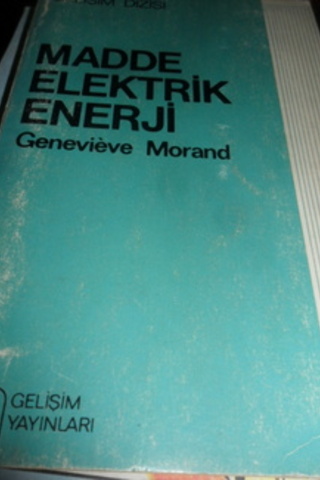 DİZİSİ
MADDE
ELEKTRİK
ENERJİ
Geneviève Morand
GELİŞİM
YAYINLARI